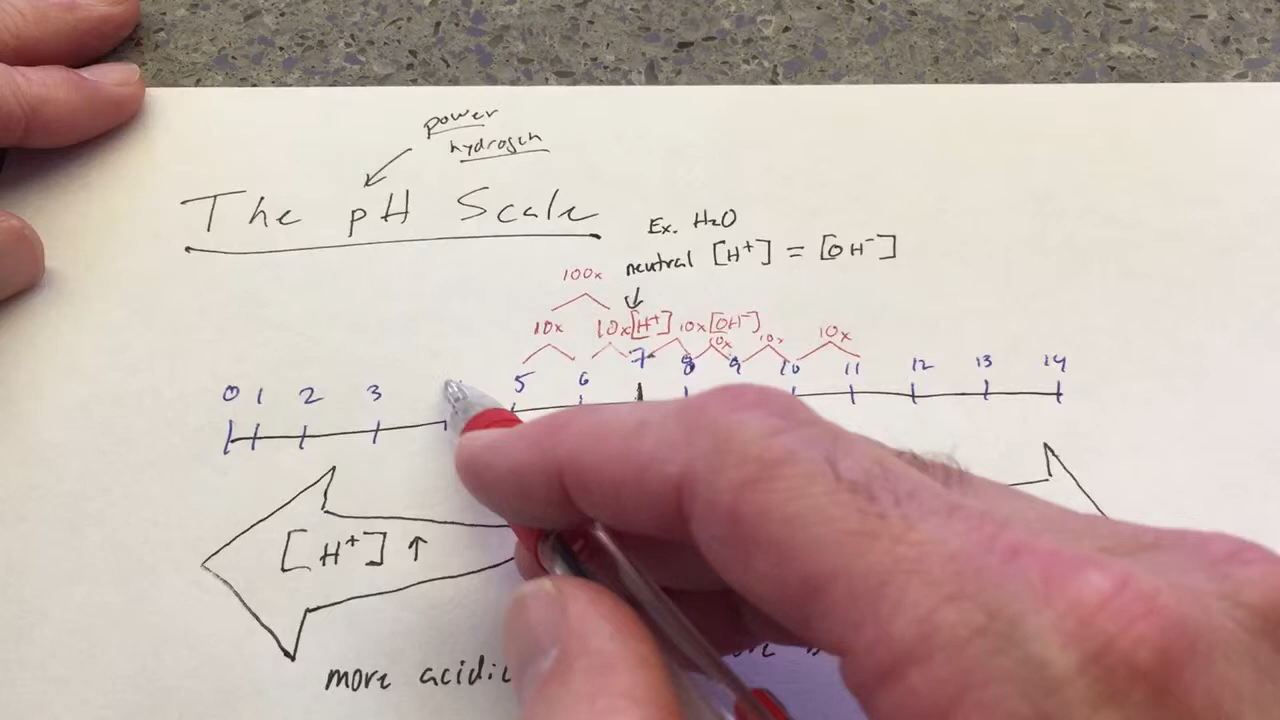 power
hydrogen
The pH Scale
Ex. H₂O
neutral [H⁺] = [OH⁻]
100x
10x 10x [H⁺] 10x [OH⁻] 10x 10x 10x
0 1 2 3 5 6 7 8 9 10 11 12 13 14
[H⁺] ↑
more acidic